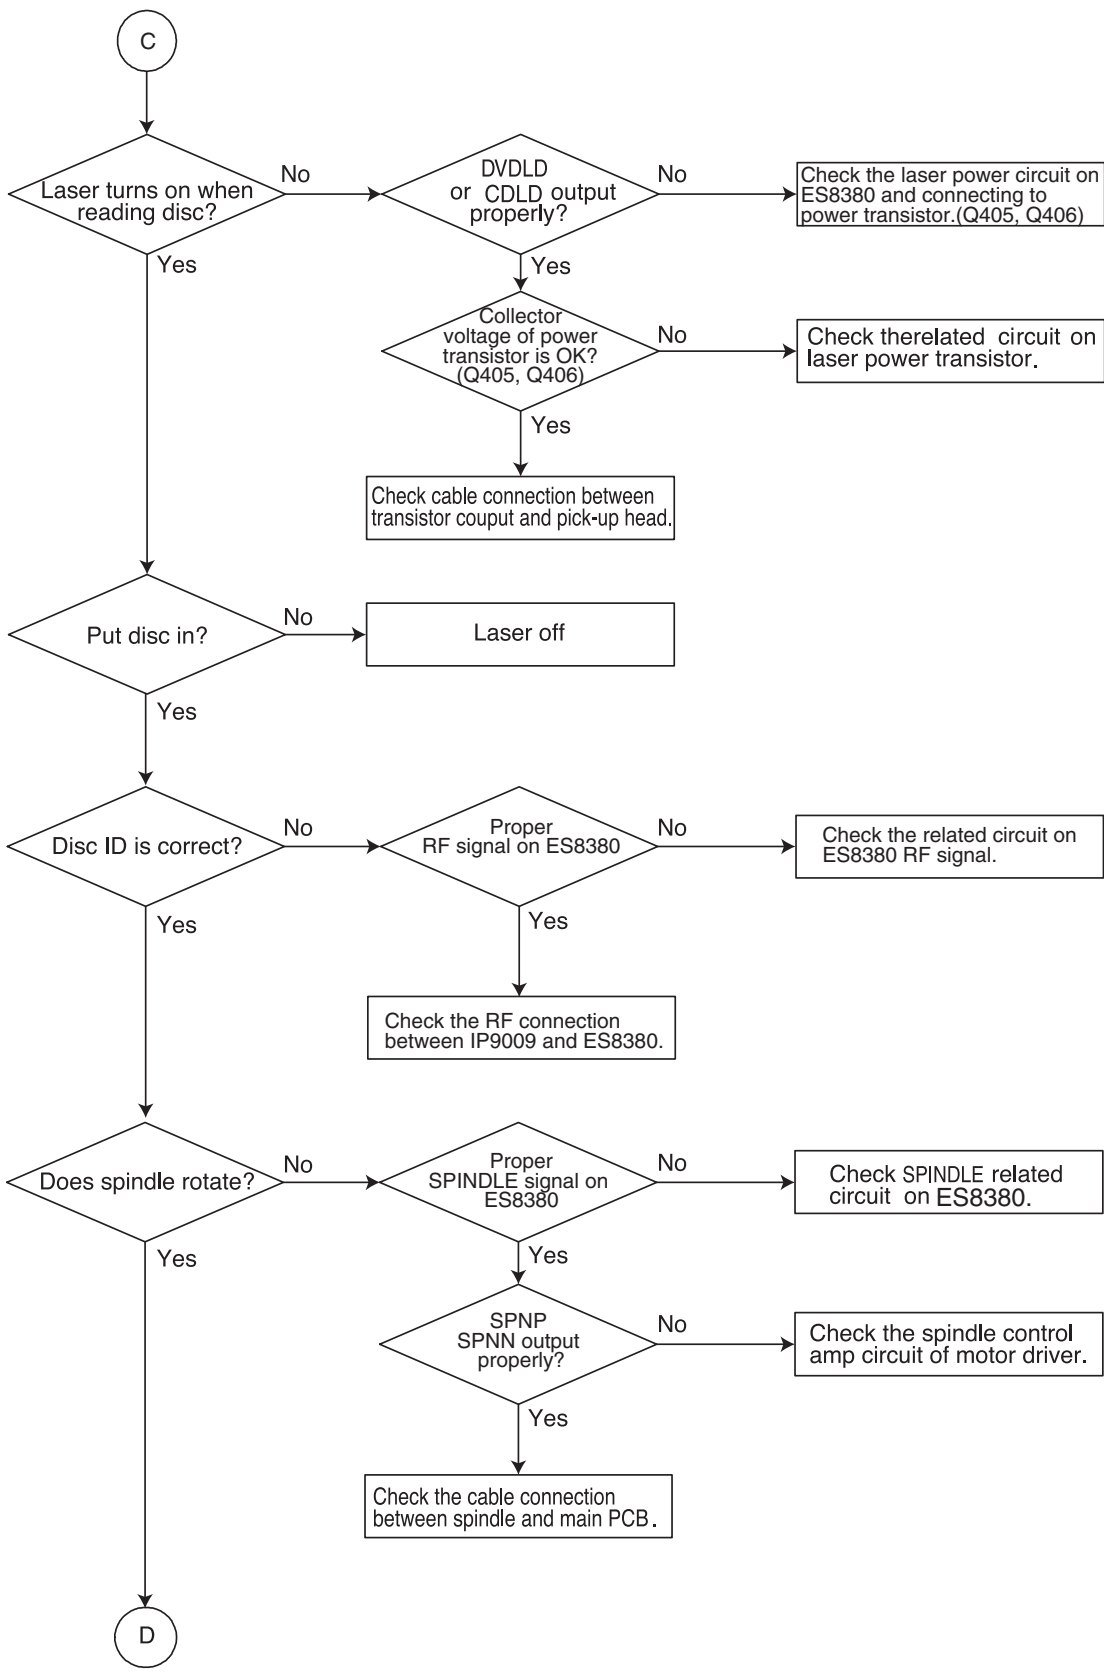 C
Laser turns on when
reading disc?
No
DVDLD
or CDLD output
properly?
No
Check the laser power circuit on
ES8380 and connecting to
power transistor.(Q405, Q406)
Yes
Yes
Collector
voltage of power
transistor is OK?
(Q405, Q406)
No
Check therelated circuit on
laser power transistor.
Yes
Check cable connection between
transistor couput and pick-up head.
Put disc in?
No
Laser off
Yes
Disc ID is correct?
No
Proper
RF signal on ES8380
No
Check the related circuit on
ES8380 RF signal.
Yes
Yes
Check the RF connection
between IP9009 and ES8380.
Does spindle rotate?
No
Proper
SPINDLE signal on
ES8380
No
Check SPINDLE related
circuit on ES8380.
Yes
Yes
SPNP
SPNN output
properly?
No
Check the spindle control
amp circuit of motor driver.
Yes
Check the cable connection
between spindle and main PCB.
D